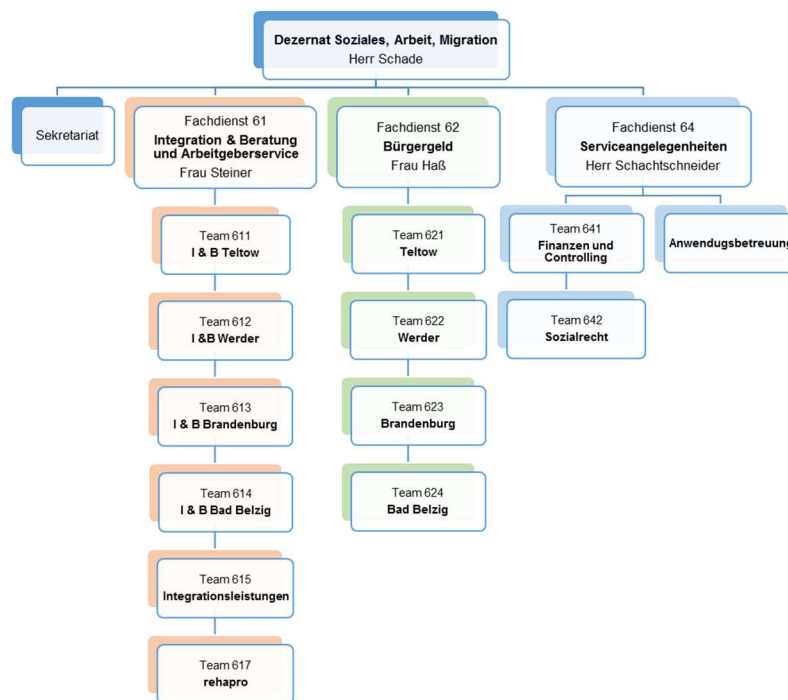 Dezernat Soziales, Arbeit, Migration
Herr Schade
Sekretariat
Fachdienst 61
Integration & Beratung
und Arbeitgeberservice
Frau Steiner
Fachdienst 62
Bürgergeld
Frau Haß
Fachdienst 64
Serviceangelegenheiten
Herr Schachtschneider
Team 611
I & B Teltow
Team 612
I &B Werder
Team 613
I & B Brandenburg
Team 614
I & B Bad Belzig
Team 615
Integrationsleistungen
Team 617
rehapro
Team 621
Teltow
Team 622
Werder
Team 623
Brandenburg
Team 624
Bad Belzig
Team 641
Finanzen und
Controlling
Team 642
Sozialrecht
Anwendugsbetreuung